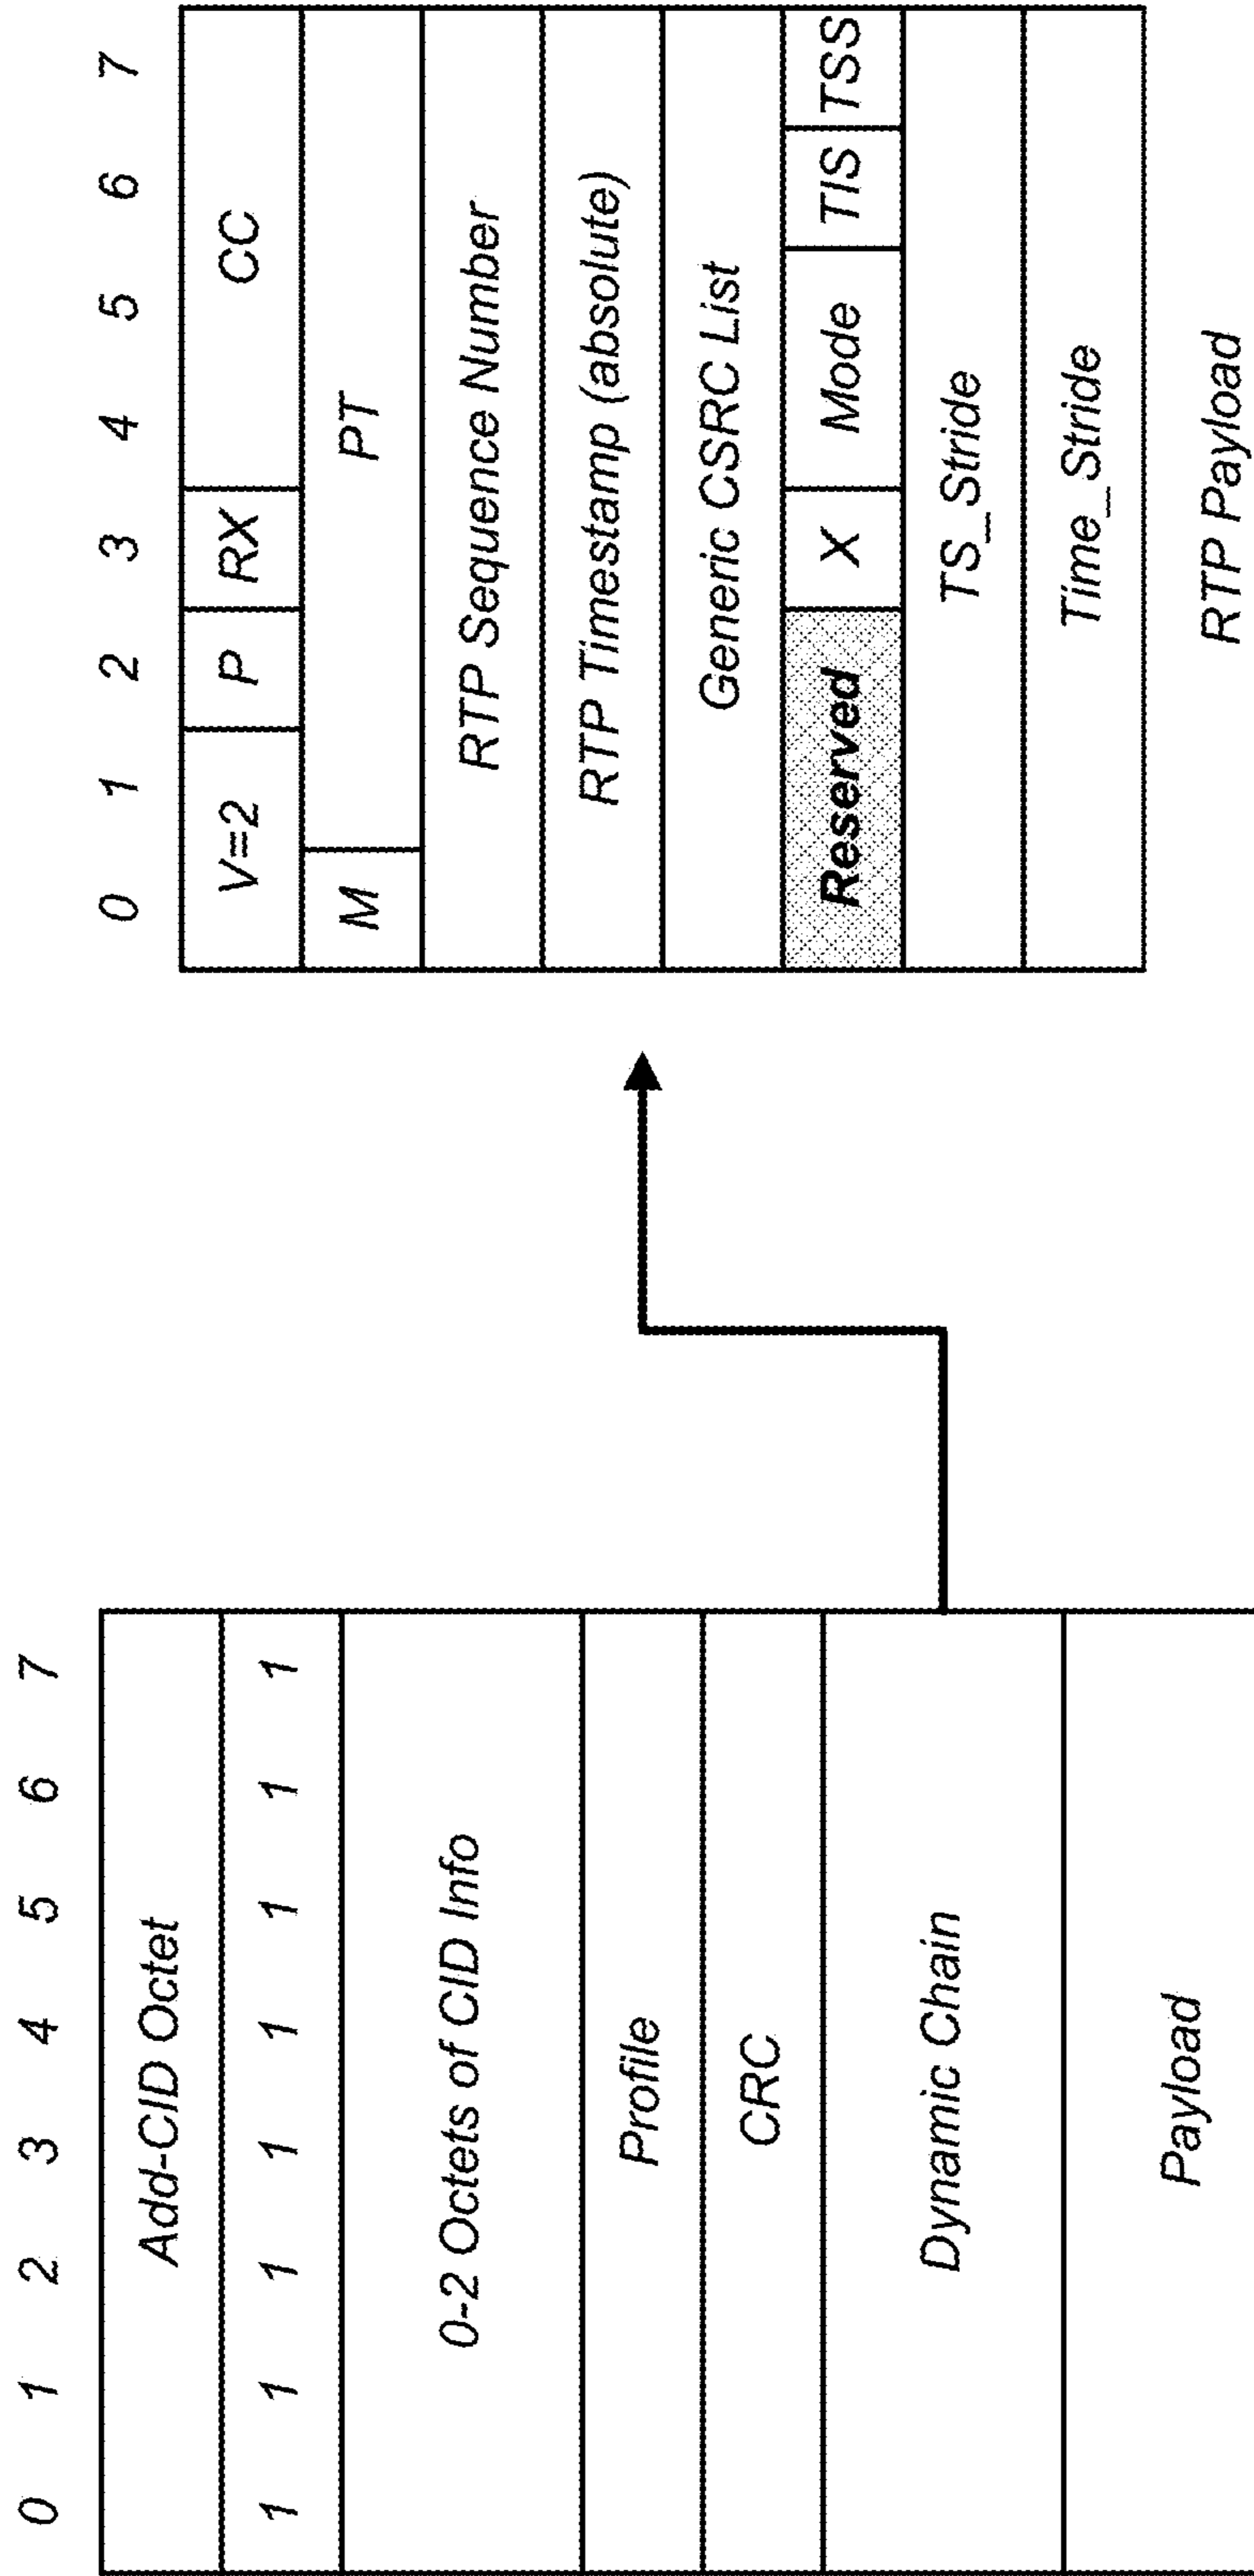 0 1 2 3 4 5 6 7
Add-CID Octet
1 1 1 1 1 1 1 1
0-2 Octets of CID Info
Profile
CRC
Dynamic Chain
Payload
0 1 2 3 4 5 6 7
V=2 P RX CC
M PT
RTP Sequence Number
RTP Timestamp (absolute)
Generic CSRC List
Reserved X Mode TIS TSS
TS_Stride
Time_Stride
RTP Payload